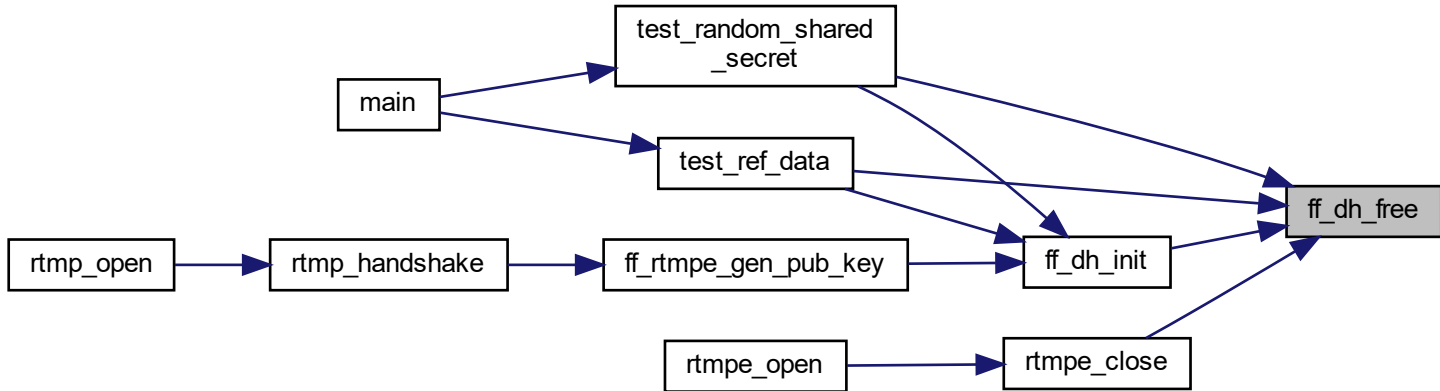 test_random_shared
_secret
main
test_ref_data
ff_dh_free
rtmp_open
rtmp_handshake
ff_rtmpe_gen_pub_key
ff_dh_init
rtmpe_open
rtmpe_close